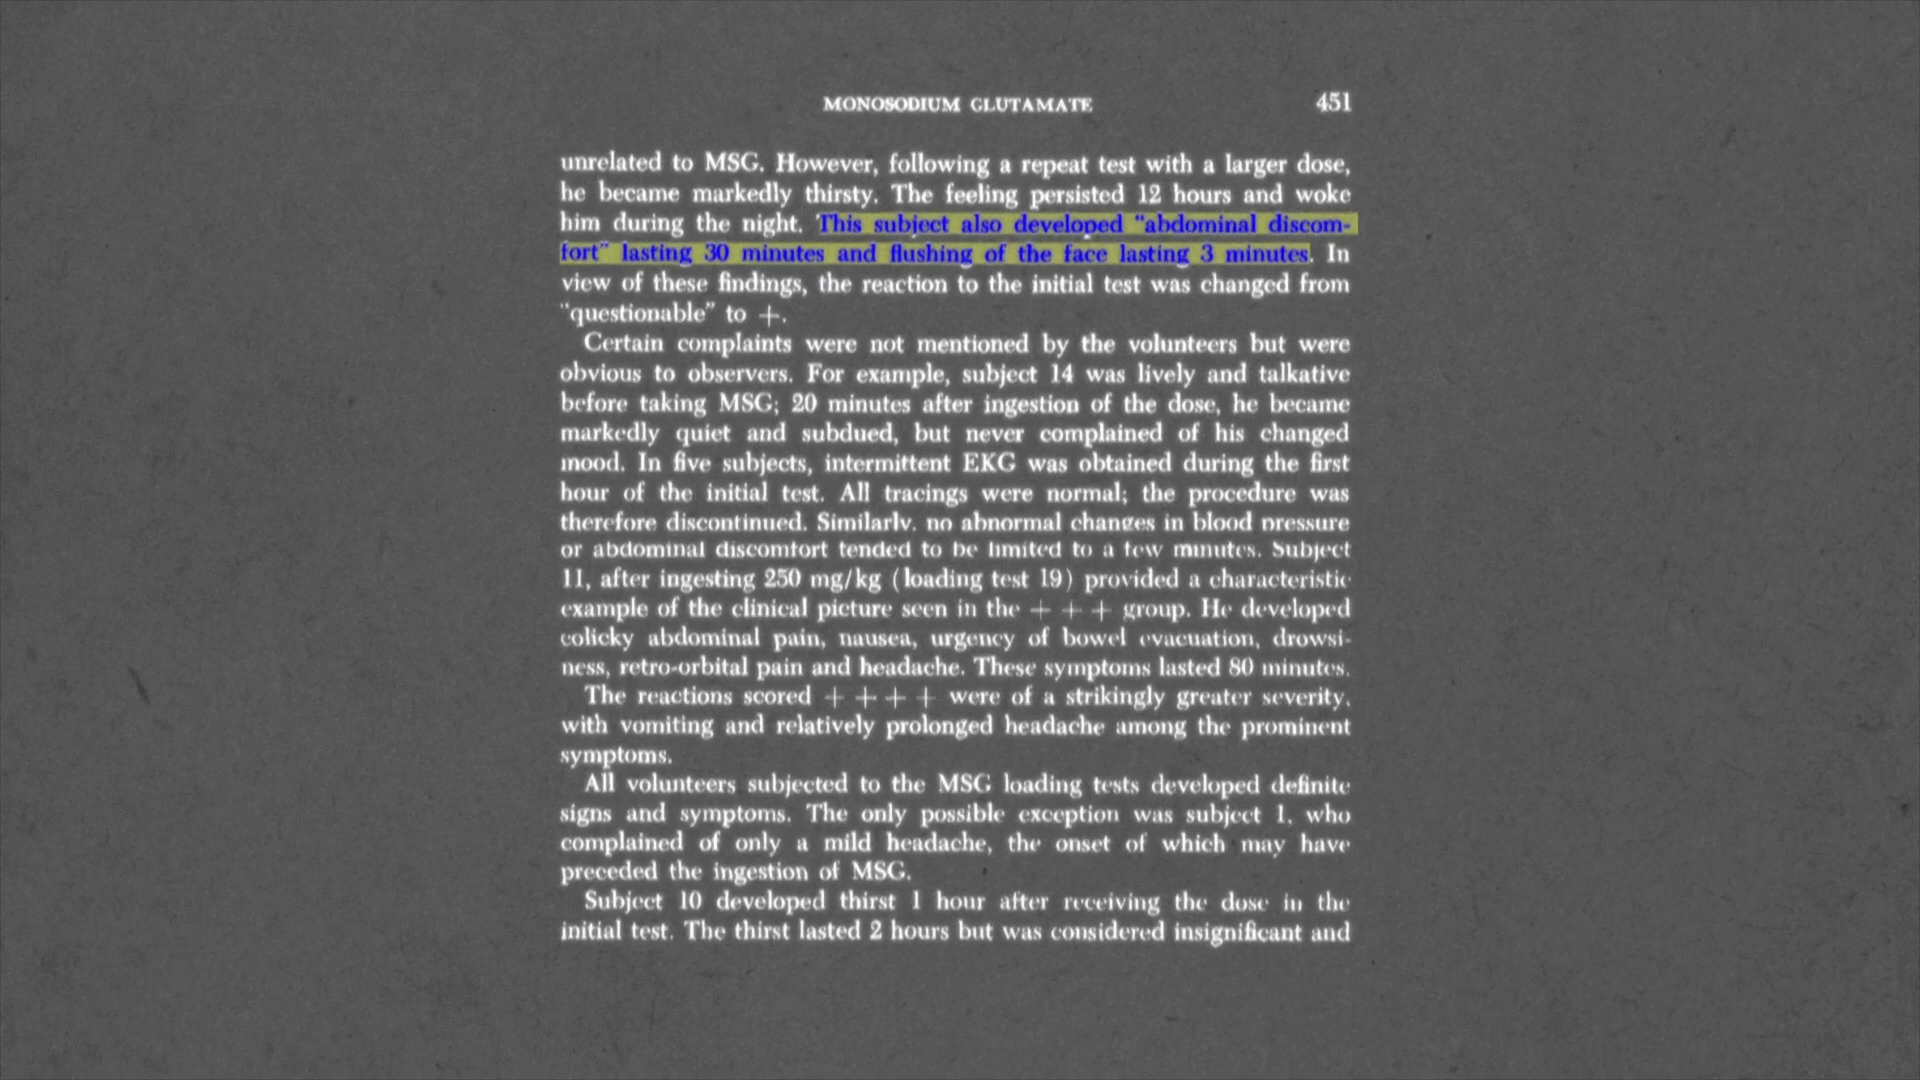 MONOSODIUM GLUTAMATE 451
unrelated to MSG. However, following a repeat test with a larger dose,
he became markedly thirsty. The feeling persisted 12 hours and woke
him during the night. This subject also developed "abdominal discom-
fort" lasting 30 minutes and flushing of the face lasting 3 minutes. In
view of these findings, the reaction to the initial test was changed from
"questionable" to +.
Certain complaints were not mentioned by the volunteers but were
obvious to observers. For example, subject 14 was lively and talkative
before taking MSG; 20 minutes after ingestion of the dose, he became
markedly quiet and subdued, but never complained of his changed
mood. In five subjects, intermittent EKG was obtained during the first
hour of the initial test. All tracings were normal; the procedure was
therefore discontinued. Similarly, no abnormal changes in blood pressure
or abdominal discomfort tended to be limited to a few minutes. Subject
11, after ingesting 250 mg/kg (loading test 19) provided a characteristic
example of the clinical picture seen in the + + + group. He developed
colicky abdominal pain, nausea, urgency of bowel evacuation, drowsi-
ness, retro-orbital pain and headache. These symptoms lasted 80 minutes.
The reactions scored + + + + were of a strikingly greater severity,
with vomiting and relatively prolonged headache among the prominent
symptoms.
All volunteers subjected to the MSG loading tests developed definite
signs and symptoms. The only possible exception was subject 1, who
complained of only a mild headache, the onset of which may have
preceded the ingestion of MSG.
Subject 10 developed thirst 1 hour after receiving the dose in the
initial test. The thirst lasted 2 hours but was considered insignificant and